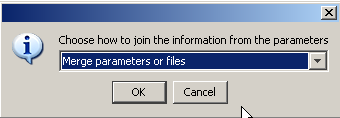 Choose how to join the information from the parameters
Merge parameters or files
OK Cancel